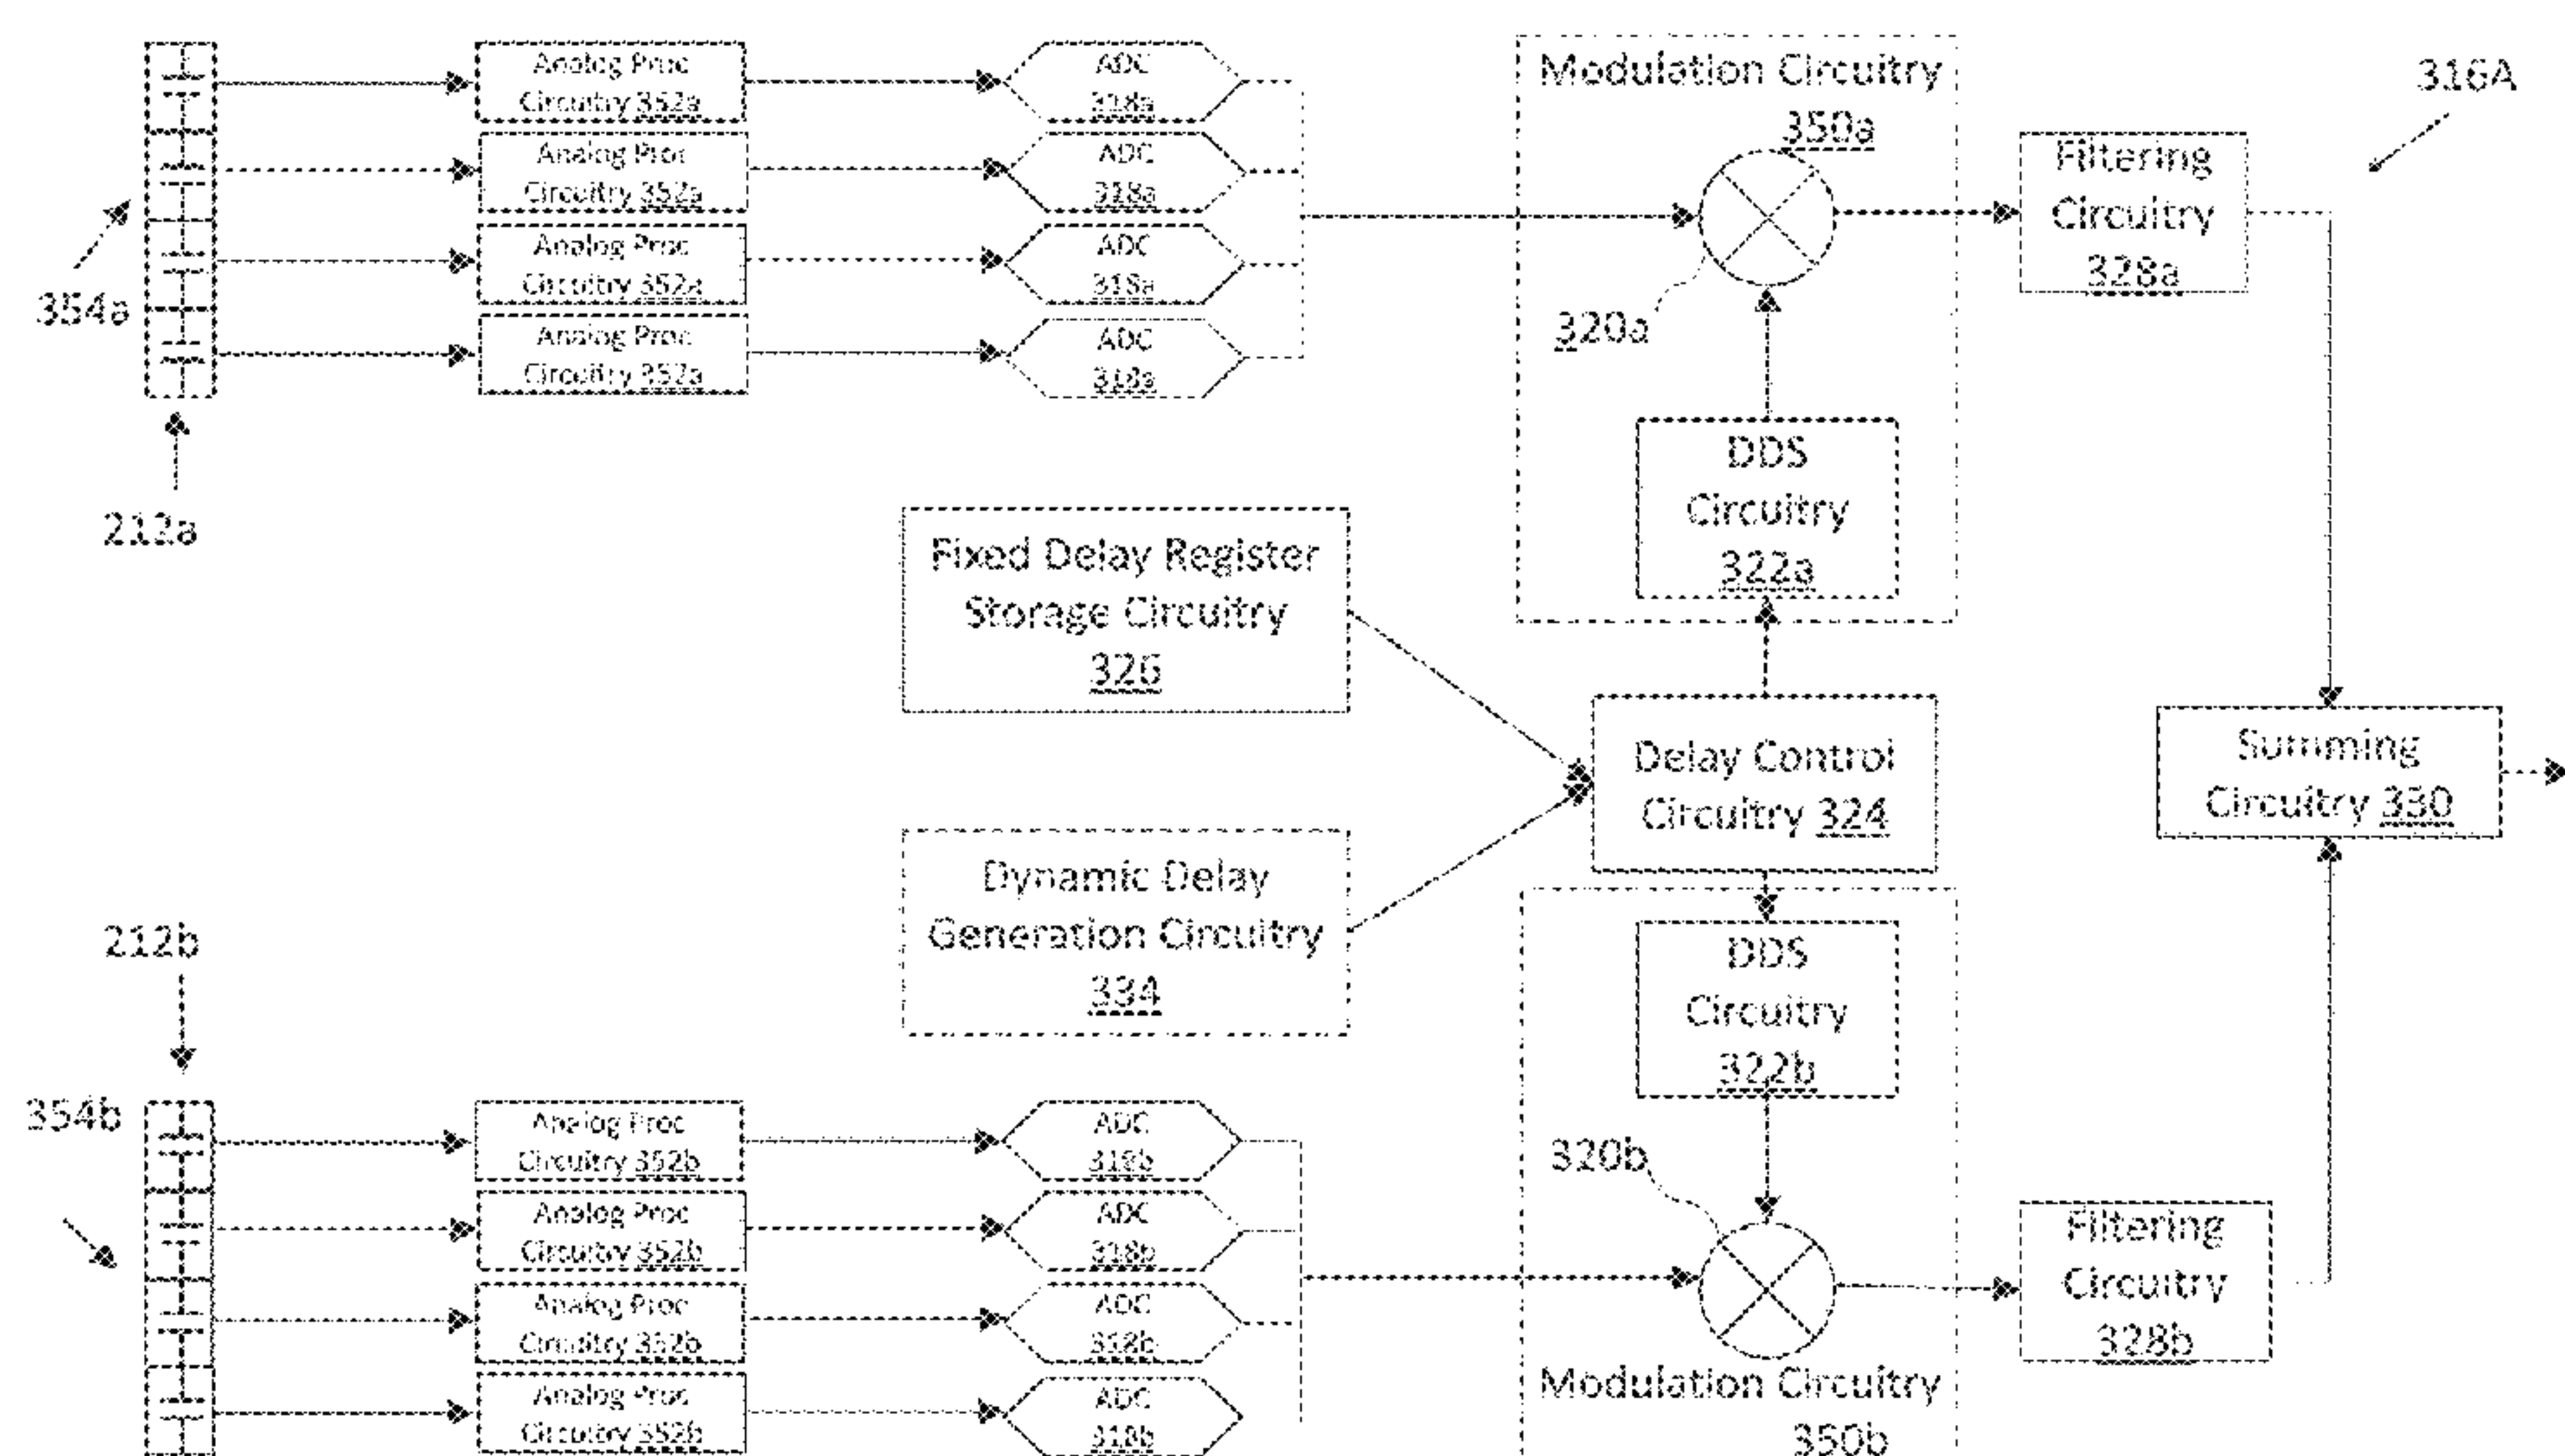 Analog Proc
Circuitry 352a
ADC
318a
Analog Proc
Circuitry 352a
ADC
318a
Analog Proc
Circuitry 352a
ADC
318a
Analog Proc
Circuitry 352a
ADC
318a
354a
212a
Modulation Circuitry
350a
320a
DDS
Circuitry
322a
Filtering
Circuitry
328a
316A
Fixed Delay Register
Storage Circuitry
326
Delay Control
Circuitry 324
Summing
Circuitry 330
Dynamic Delay
Generation Circuitry
334
DDS
Circuitry
322b
212b
354b
Analog Proc
Circuitry 352b
ADC
318b
Analog Proc
Circuitry 352b
ADC
318b
Analog Proc
Circuitry 352b
ADC
318b
Analog Proc
Circuitry 352b
ADC
318b
320b
Modulation Circuitry
350b
Filtering
Circuitry
328b